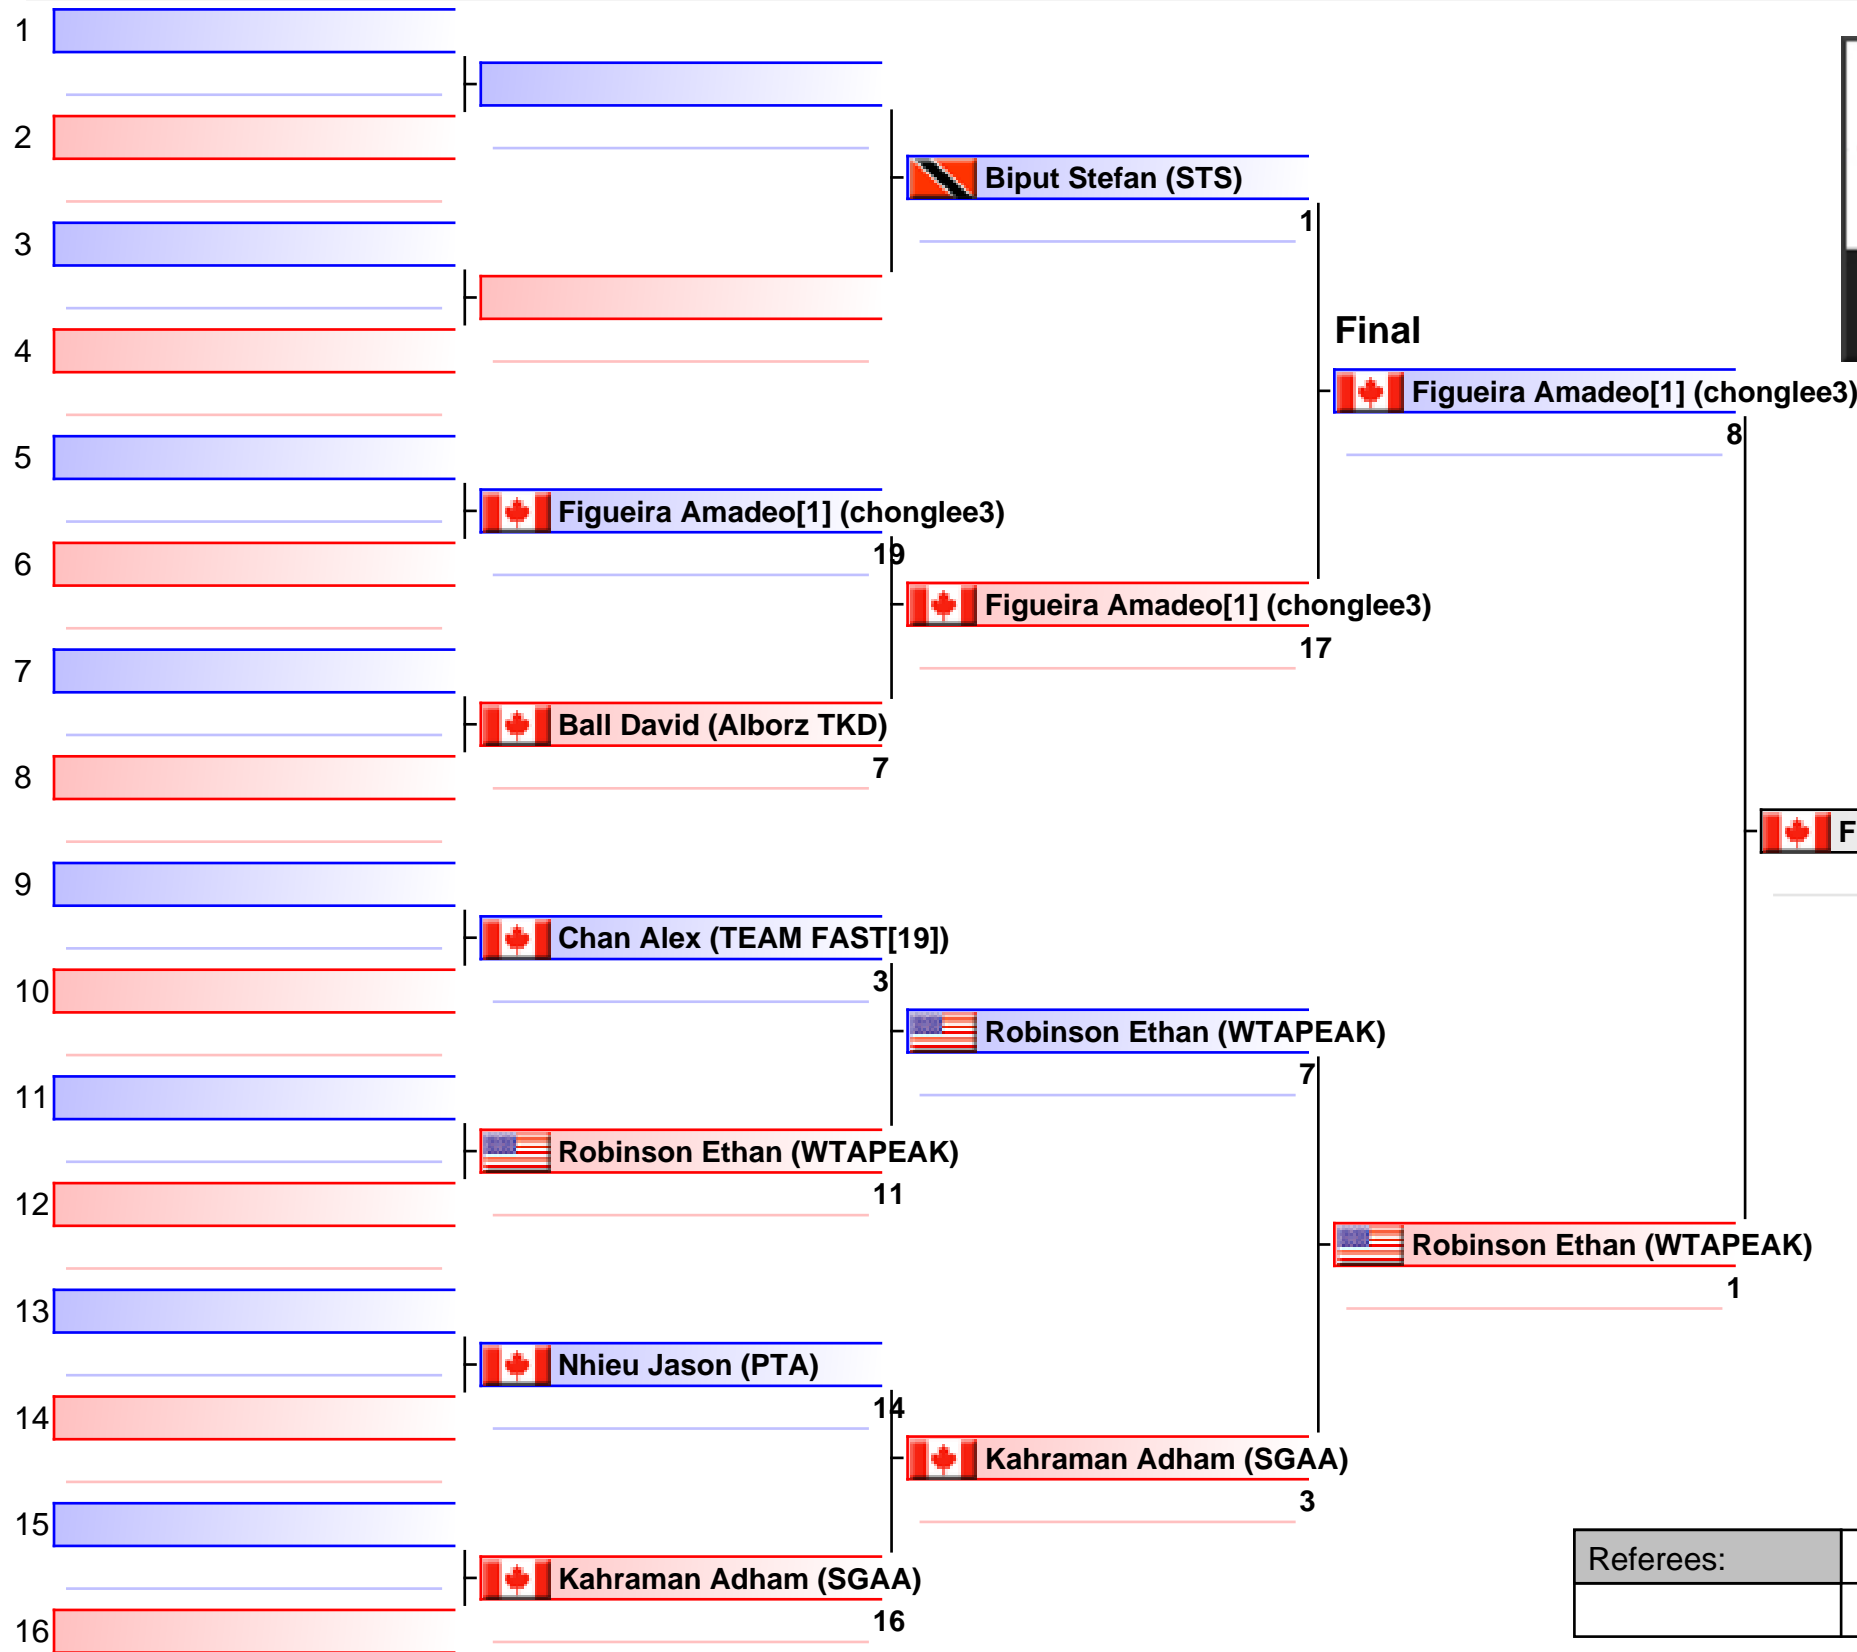 1
2
Biput Stefan (STS)
1
3
Final
4
Figueira Amadeo[1] (chonglee3)
8
5
Figueira Amadeo[1] (chonglee3)
19
6
Figueira Amadeo[1] (chonglee3)
17
7
Ball David (Alborz TKD)
7
8
F
9
Chan Alex (TEAM FAST[19])
3
10
Robinson Ethan (WTAPEAK)
7
11
Robinson Ethan (WTAPEAK)
11
12
Robinson Ethan (WTAPEAK)
1
13
Nhieu Jason (PTA)
14
14
Kahraman Adham (SGAA)
3
15
Referees:
Kahraman Adham (SGAA)
16
16